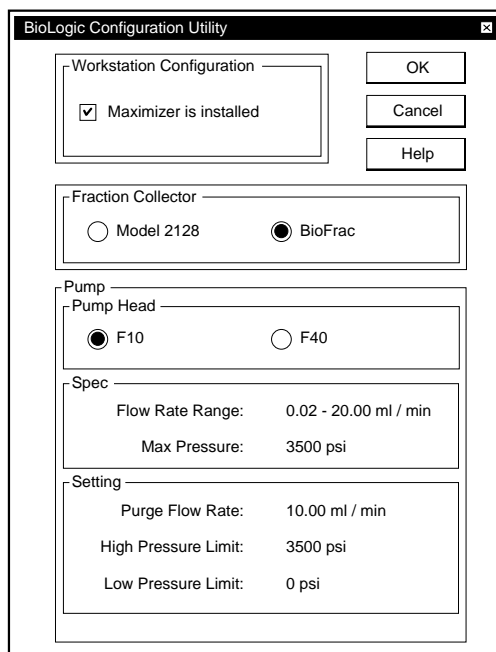 BioLogic Configuration Utility
Workstation Configuration
Maximizer is installed
OK
Cancel
Help
Fraction Collector
Model 2128 BioFrac
Pump
Pump Head
F10 F40
Spec
Flow Rate Range: 0.02 - 20.00 ml / min
Max Pressure: 3500 psi
Setting
Purge Flow Rate: 10.00 ml / min
High Pressure Limit: 3500 psi
Low Pressure Limit: 0 psi